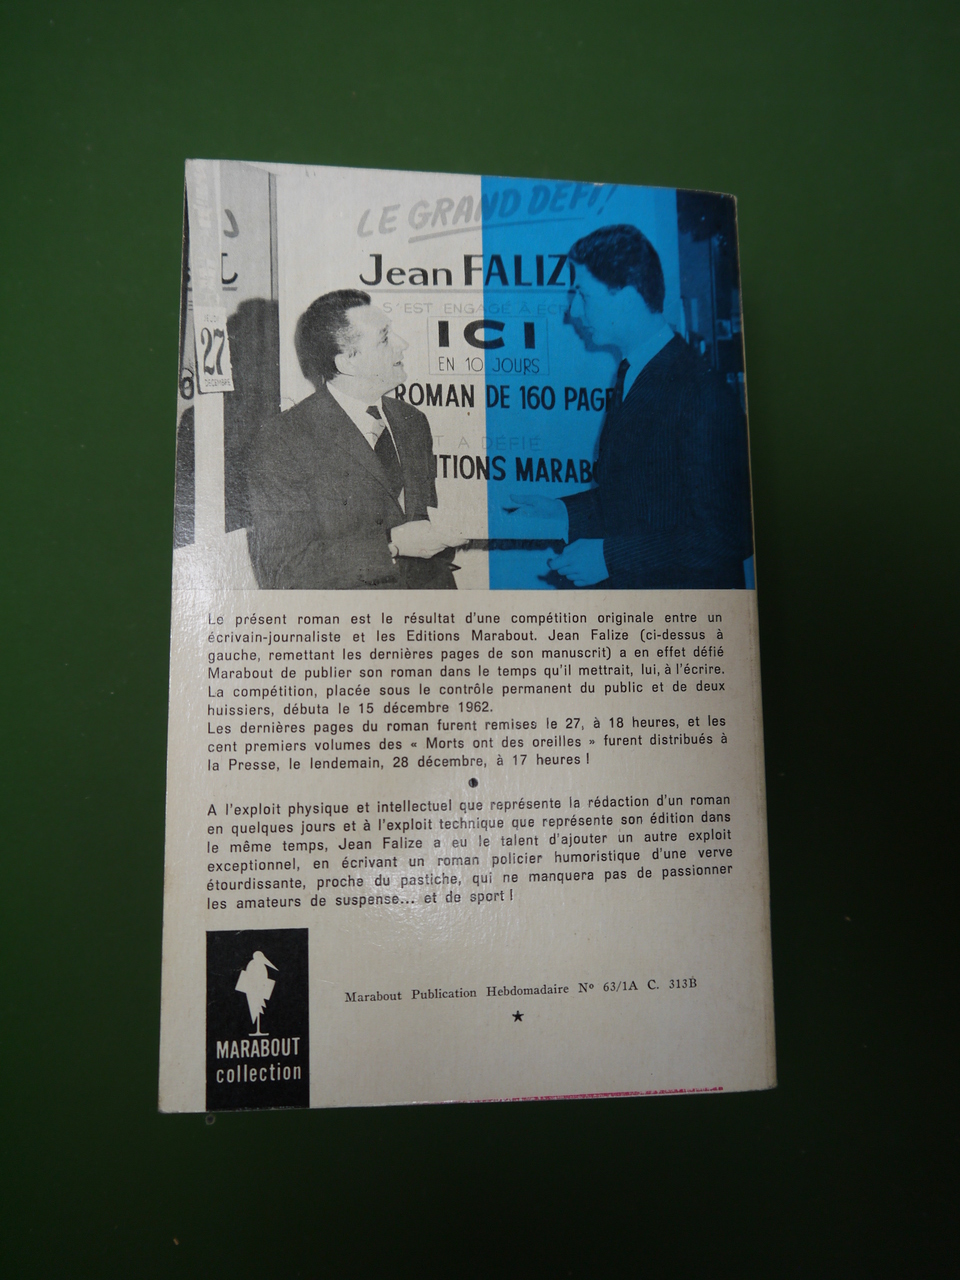 LE GRAND DÉFI!
Jean FALIZ
S'EST ENGAGÉ À ECR
ICI
EN 10 JOURS
ROMAN DE 160 PAG
T A DÉFIÉ
ITIONS MARAB
JEUDI
27
DÉCEMBRE
Le présent roman est le résultat d'une compétition originale entre un
écrivain-journaliste et les Editions Marabout. Jean Falize (ci-dessus à
gauche, remettant les dernières pages de son manuscrit) a en effet défié
Marabout de publier son roman dans le temps qu'il mettrait, lui, à l'écrire.
La compétition, placée sous le contrôle permanent du public et de deux
huissiers, débuta le 15 décembre 1962.
Les dernières pages du roman furent remises le 27, à 18 heures, et les
cent premiers volumes des « Morts ont des oreilles » furent distribués à
la Presse, le lendemain, 28 décembre, à 17 heures !
A l'exploit physique et intellectuel que représente la rédaction d'un roman
en quelques jours et à l'exploit technique que représente son édition dans
le même temps, Jean Falize a eu le talent d'ajouter un autre exploit
exceptionnel, en écrivant un roman policier humoristique d'une verve
étourdissante, proche du pastiche, qui ne manquera pas de passionner
les amateurs de suspense... et de sport !
Marabout Publication Hebdomadaire N° 63/1A C. 313B
MARABOUT
collection